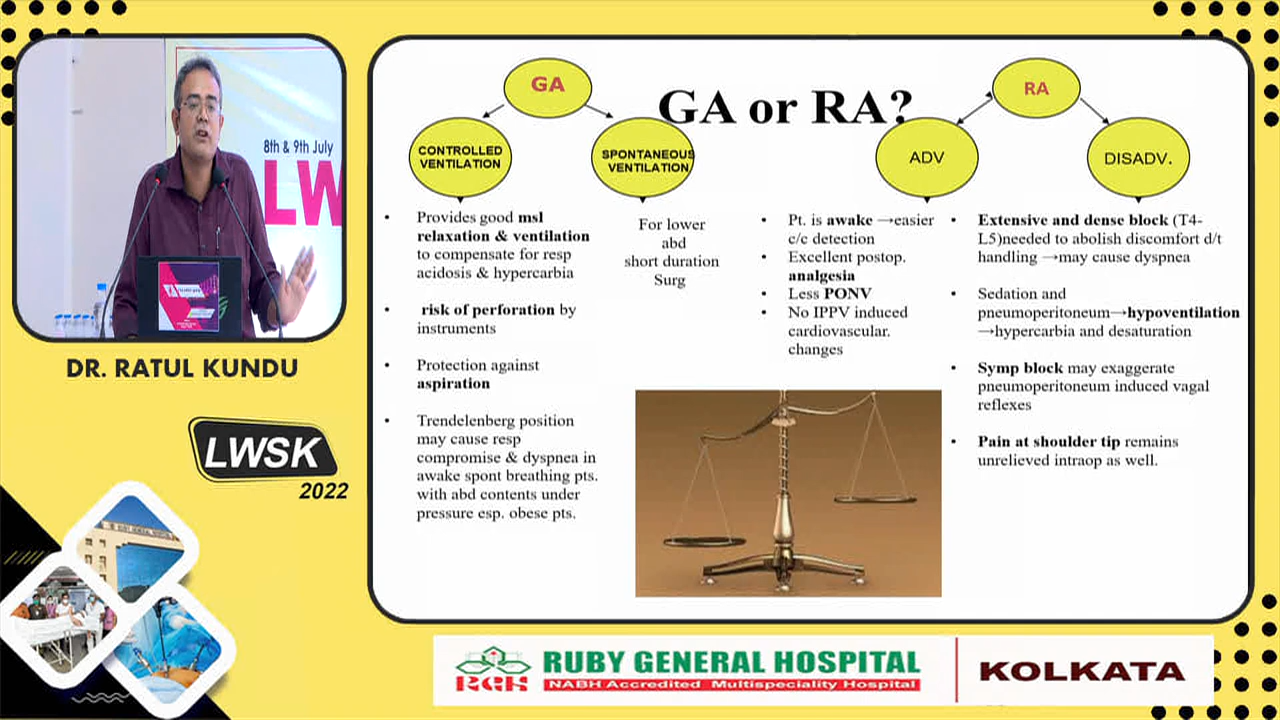 8th & 9th July
LW
DR. RATUL KUNDU
LWSK
2022
GA or RA?
GA
CONTROLLED
VENTILATION
SPONTANEOUS
VENTILATION
RA
ADV
DISADV.
• Provides good msl
relaxation & ventilation
to compensate for resp
acidosis & hypercarbia
• risk of perforation by
instruments
• Protection against
aspiration
• Trendelenberg position
may cause resp
compromise & dyspnea in
awake spont breathing pts.
with abd contents under
pressure esp. obese pts.
For lower
abd
short duration
Surg
• Pt. is awake →easier
c/c detection
• Excellent postop.
analgesia
• Less PONV
• No IPPV induced
cardiovascular.
changes
• Extensive and dense block (T4-
L5)needed to abolish discomfort d/t
handling →may cause dyspnea
• Sedation and
pneumoperitoneum→hypoventilation
→hypercarbia and desaturation
• Symp block may exaggerate
pneumoperitoneum induced vagal
reflexes
• Pain at shoulder tip remains
unrelieved intraop as well.
RUBY GENERAL HOSPITAL
RGH
NABH Accredited Multispeciality Hospital
KOLKATA